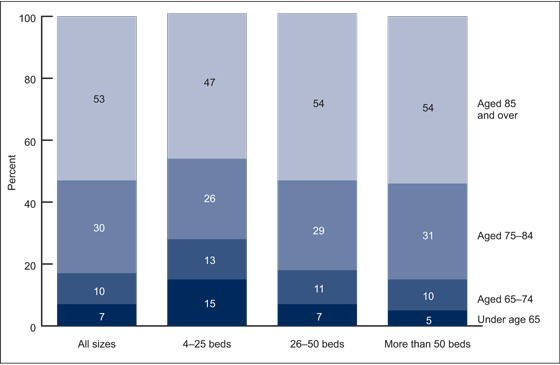 100
80
60
40
20
0
Percent
53
30
10
7
47
26
13
15
54
29
11
7
54
31
10
5
Aged 85
and over
Aged 75–84
Aged 65–74
Under age 65
All sizes
4–25 beds
26–50 beds
More than 50 beds